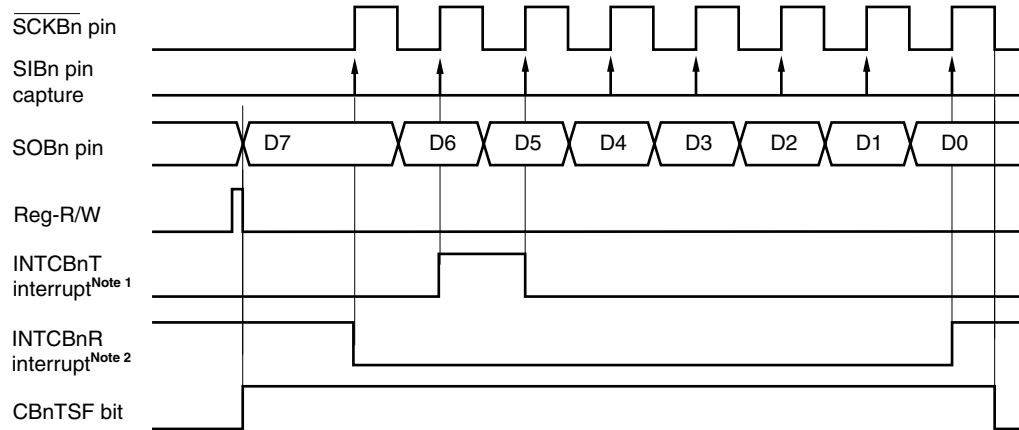 SCKBn pin
SIBn pin
capture
SOBn pin
D7 D6 D5 D4 D3 D2 D1 D0
Reg-R/W
INTCBnT
interruptNote 1
INTCBnR
interruptNote 2
CBnTSF bit